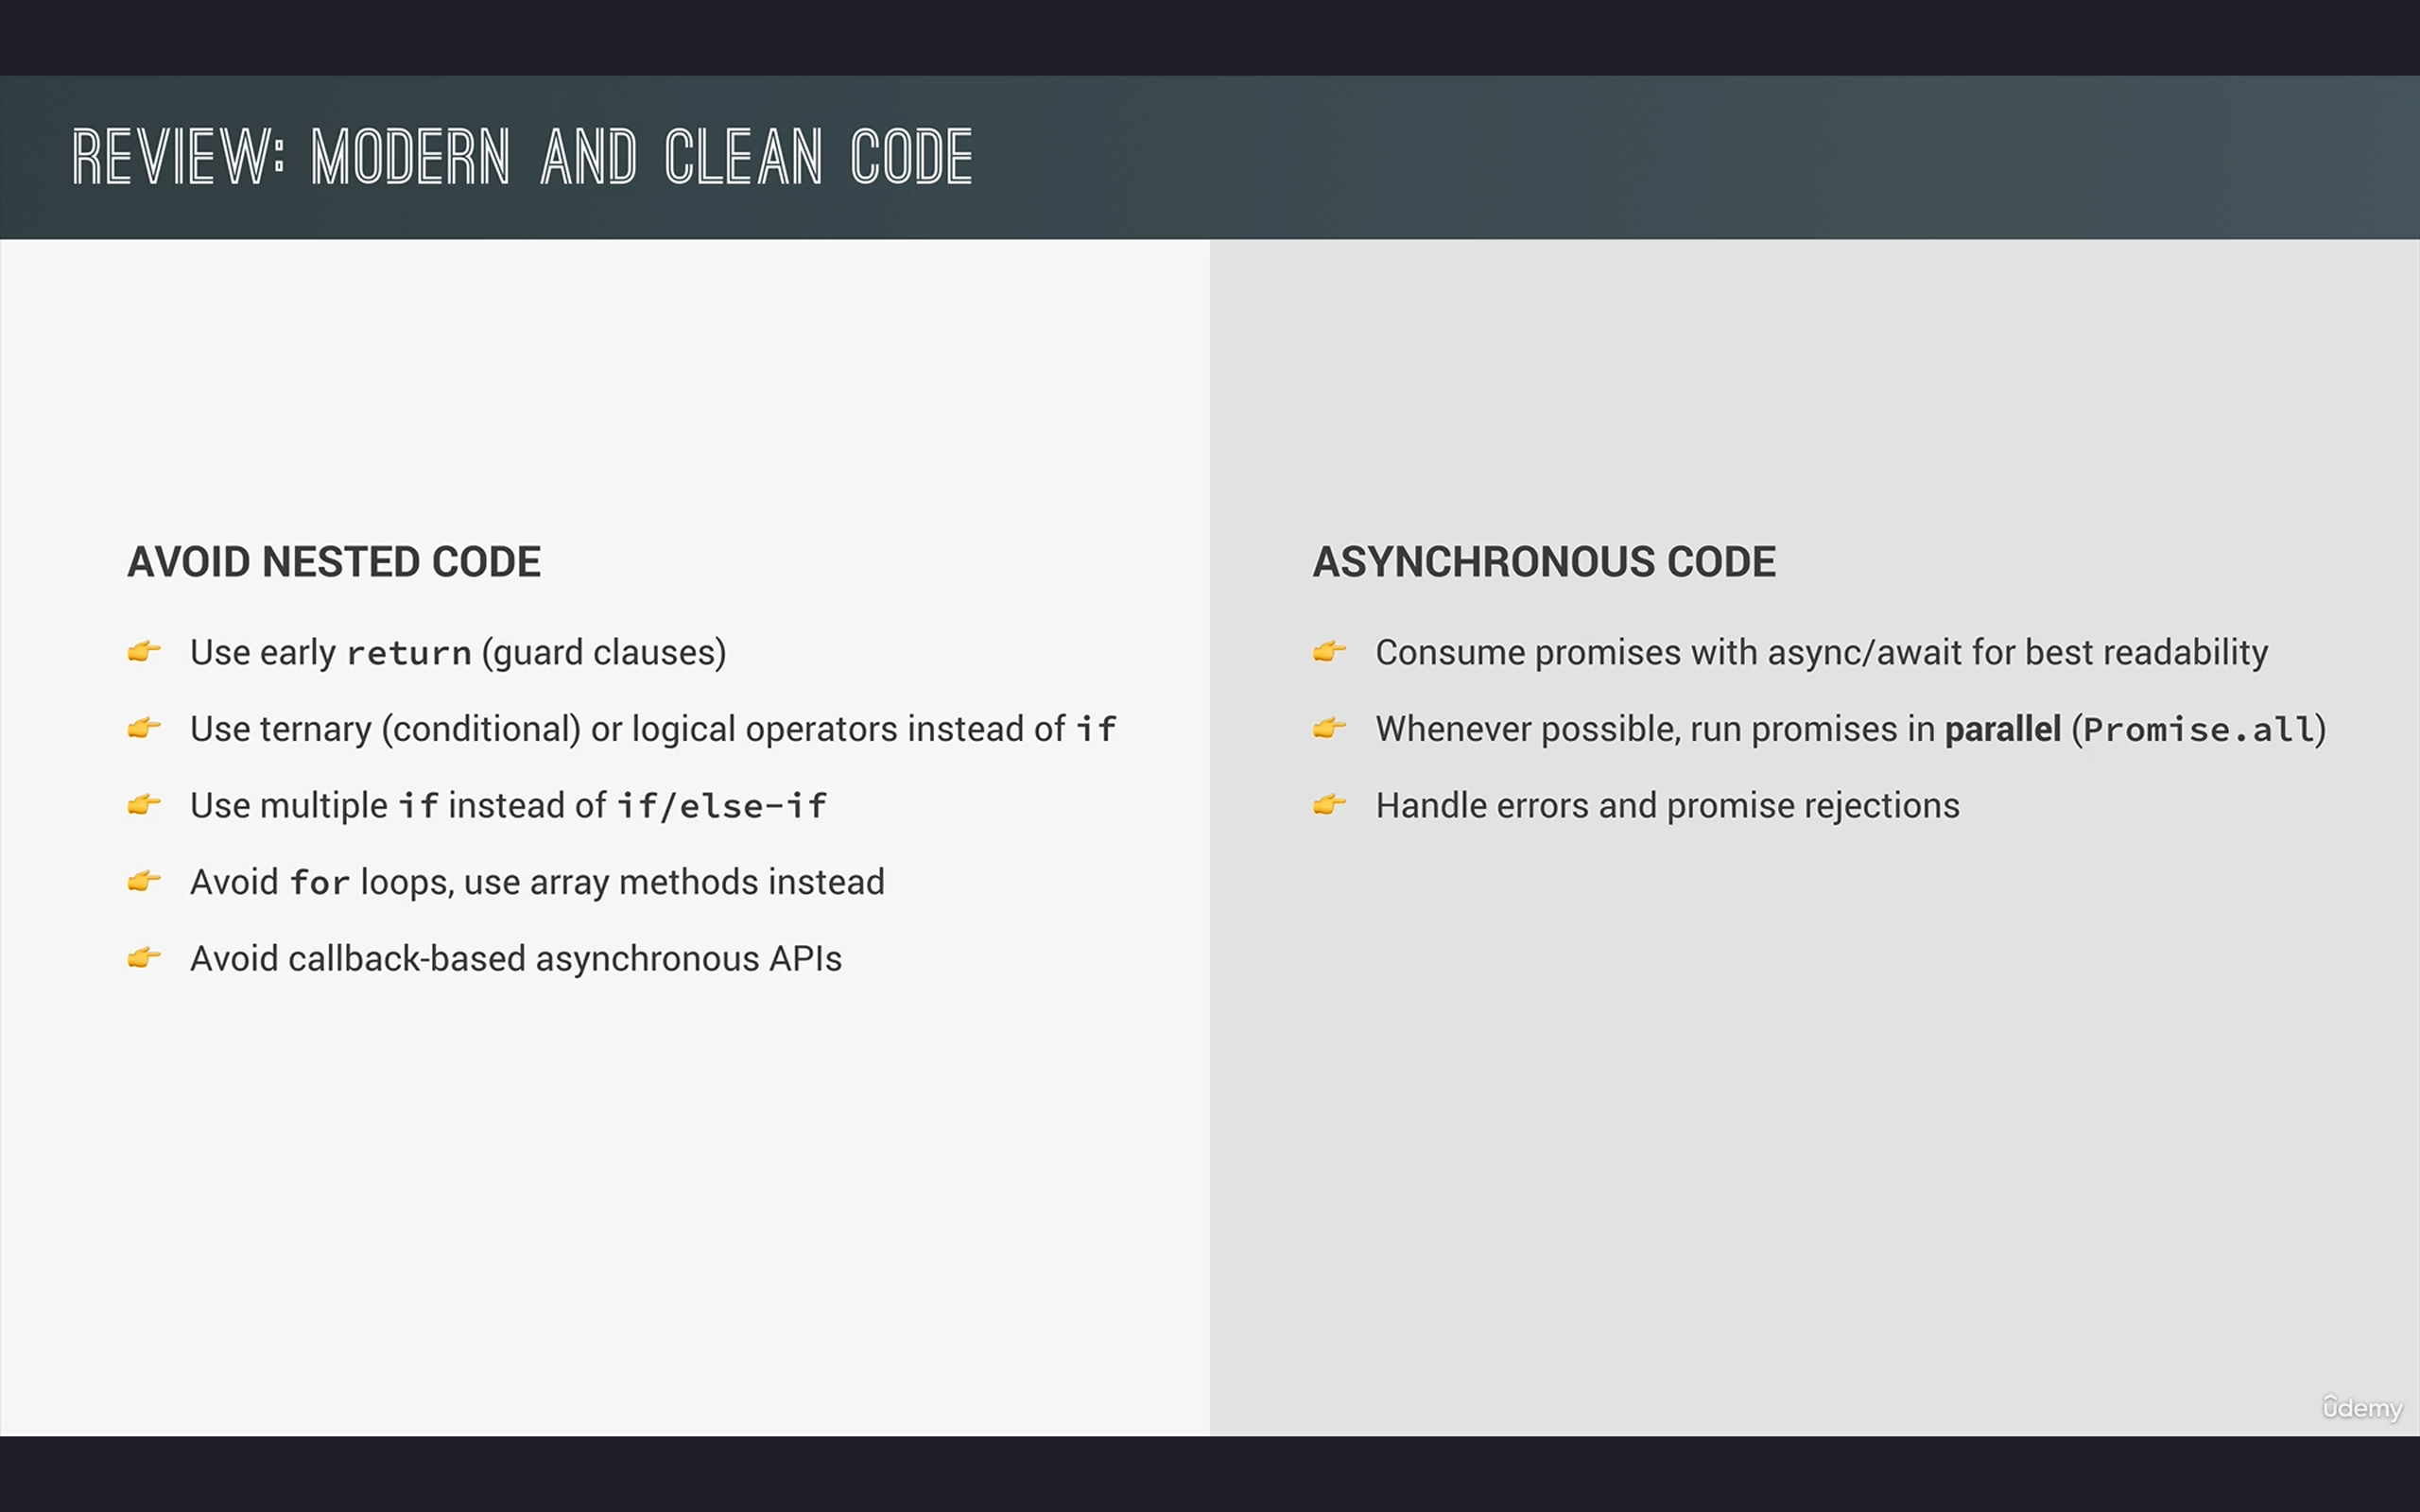 REVIEW: MODERN AND CLEAN CODE
AVOID NESTED CODE
👉 Use early return (guard clauses)
👉 Use ternary (conditional) or logical operators instead of if
👉 Use multiple if instead of if/else-if
👉 Avoid for loops, use array methods instead
👉 Avoid callback-based asynchronous APIs
ASYNCHRONOUS CODE
👉 Consume promises with async/await for best readability
👉 Whenever possible, run promises in parallel (Promise.all)
👉 Handle errors and promise rejections
ûdemy